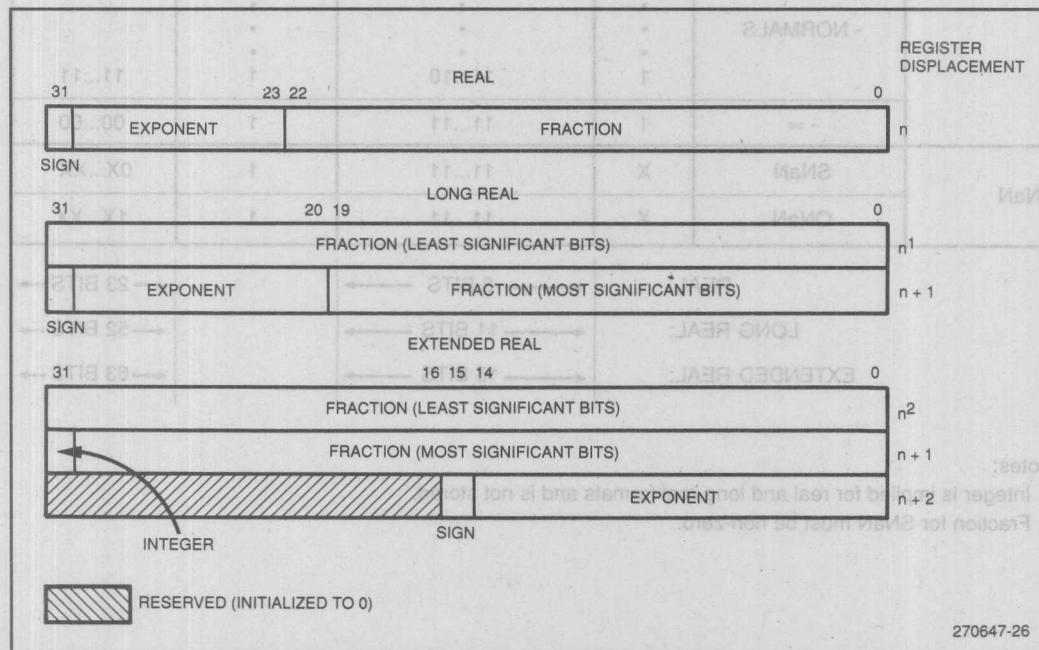 REGISTER
DISPLACEMENT
REAL
31 23 22 0
EXPONENT FRACTION n
SIGN
LONG REAL
31 20 19 0
FRACTION (LEAST SIGNIFICANT BITS) n1
EXPONENT FRACTION (MOST SIGNIFICANT BITS) n + 1
SIGN
EXTENDED REAL
31 16 15 14 0
FRACTION (LEAST SIGNIFICANT BITS) n2
FRACTION (MOST SIGNIFICANT BITS) n + 1
EXPONENT n + 2
INTEGER SIGN
RESERVED (INITIALIZED TO 0)
270647-26